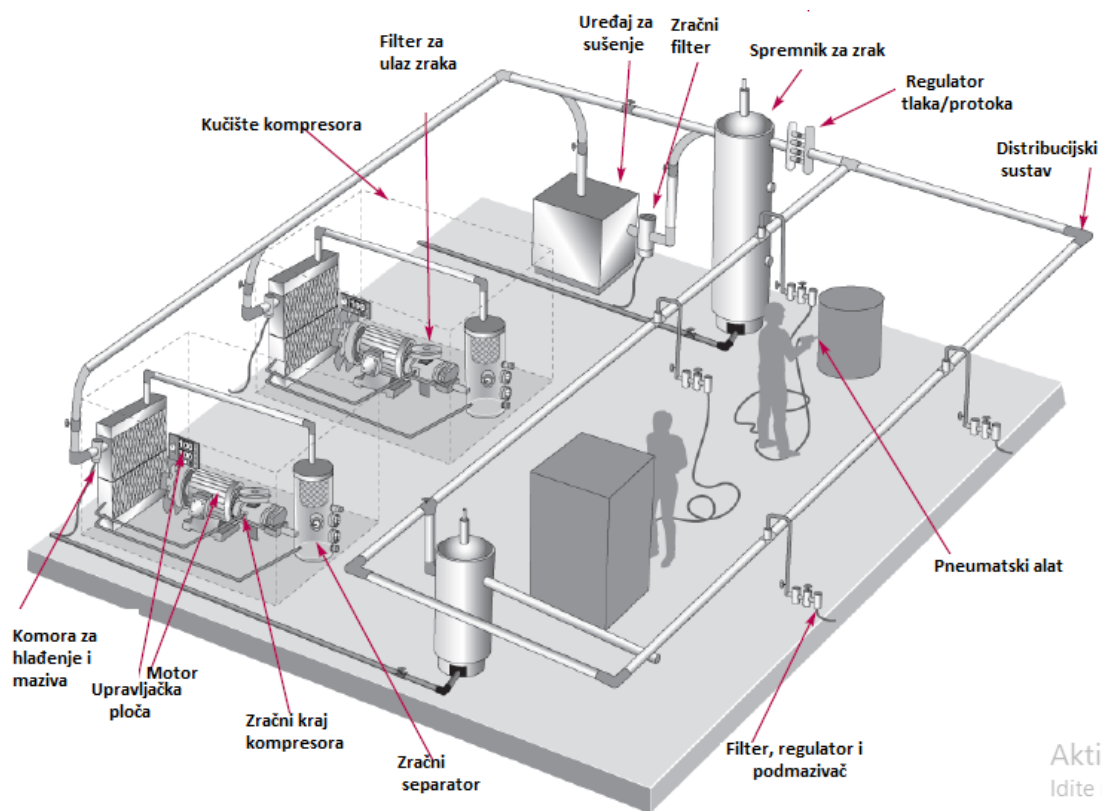 Filter za
ulaz zraka
Uređaj za
sušenje
Zračni
filter
Spremnik za zrak
Regulator
tlaka/protoka
Kučište kompresora
Distribucijski
sustav
Pneumatski alat
Komora za
hlađenje i
maziva
Motor
Upravljačka
ploča
Zračni kraj
kompresora
Zračni
separator
Filter, regulator i
podmazivač
Akti
Idite